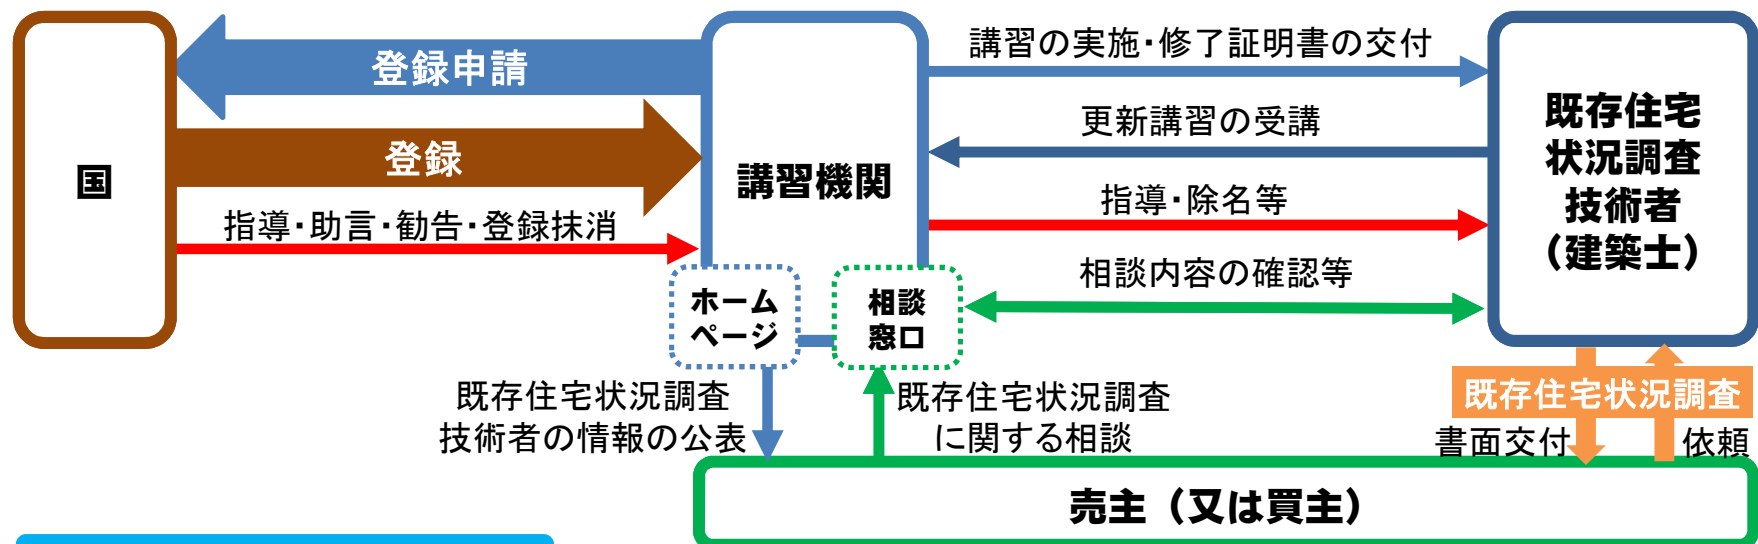 国
登録申請
登録
指導・助言・勧告・登録抹消
講習機関
ホーム
ページ
相談
窓口
講習の実施・修了証明書の交付
更新講習の受講
指導・除名等
相談内容の確認等
既存住宅
状況調査
技術者
（建築士）
既存住宅状況調査
技術者の情報の公表
既存住宅状況調査
に関する相談
既存住宅状況調査
書面交付
依頼
売主（又は買主）